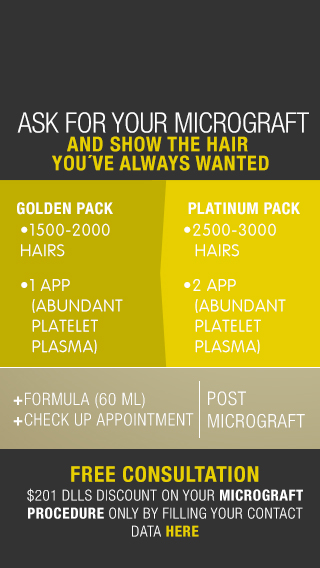 ASK FOR YOUR MICROGRAFT
AND SHOW THE HAIR
YOU´VE ALWAYS WANTED
GOLDEN PACK
•1500-2000
HAIRS
•1 APP
(ABUNDANT
PLATELET
PLASMA)
PLATINUM PACK
•2500-3000
HAIRS
•2 APP
(ABUNDANT
PLATELET
PLASMA)
+FORMULA (60 ML)
+CHECK UP APPOINTMENT
POST
MICROGRAFT
FREE CONSULTATION
$201 DLLS DISCOUNT ON YOUR MICROGRAFT
PROCEDURE ONLY BY FILLING YOUR CONTACT
DATA HERE